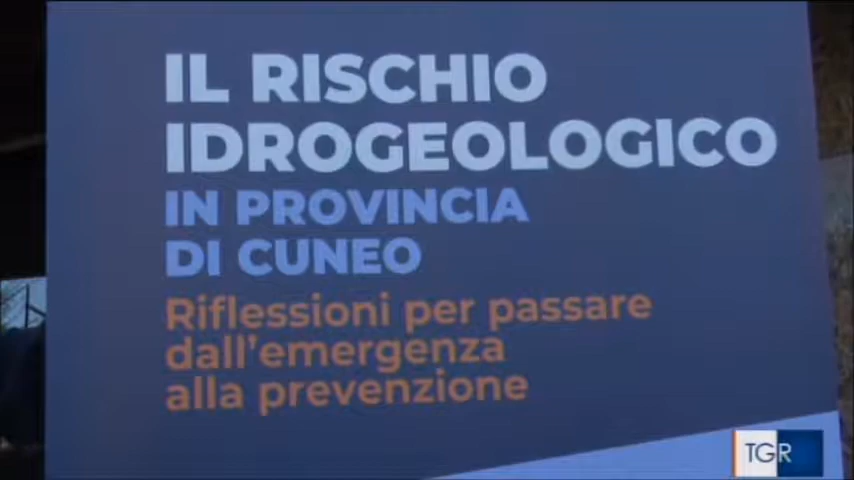 IL RISCHIO
IDROGEOLOGICO
IN PROVINCIA
DI CUNEO
Riflessioni per passare
dall'emergenza
alla prevenzione
TGR